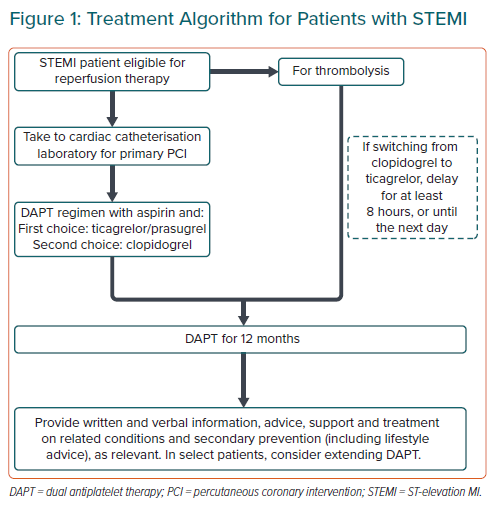 Figure 1: Treatment Algorithm for Patients with STEMI
STEMI patient eligible for
reperfusion therapy
For thrombolysis
Take to cardiac catheterisation
laboratory for primary PCI
If switching from
clopidogrel to
ticagrelor, delay
for at least
8 hours, or until
the next day
DAPT regimen with aspirin and:
First choice: ticagrelor/prasugrel
Second choice: clopidogrel
DAPT for 12 months
Provide written and verbal information, advice, support and treatment
on related conditions and secondary prevention (including lifestyle
advice), as relevant. In select patients, consider extending DAPT.
DAPT = dual antiplatelet therapy; PCI = percutaneous coronary intervention; STEMI = ST-elevation MI.